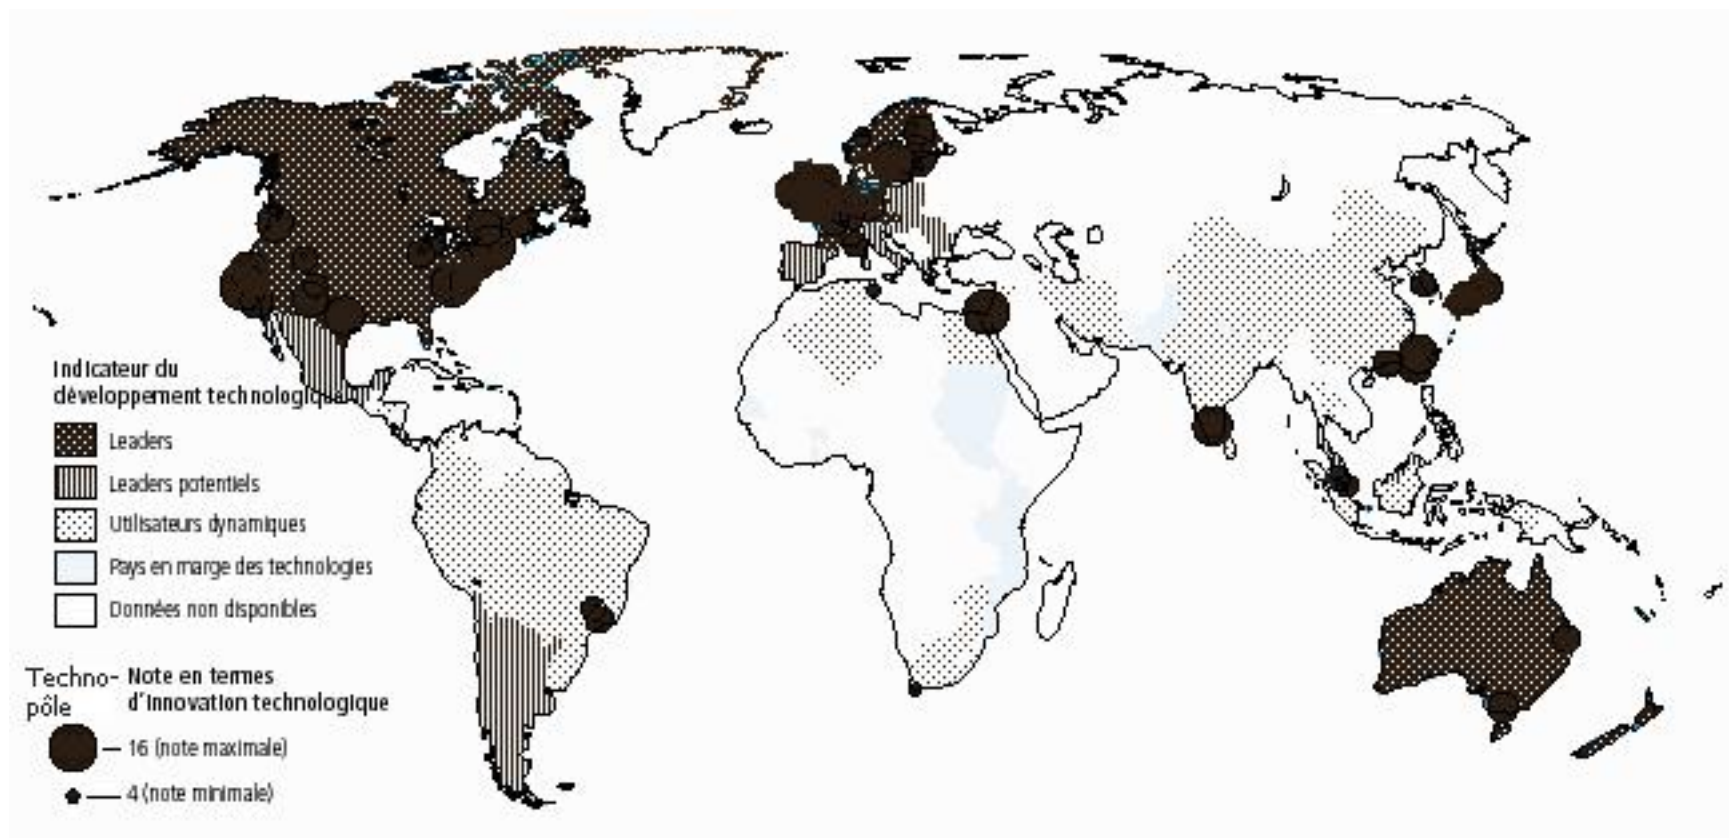 Indicateur du
développement technologique
Leaders
Leaders potentiels
Utilisateurs dynamiques
Pays en marge des technologies
Données non disponibles
Techno-
pôle
Note en termes
d'innovation technologique
16 (note maximale)
4 (note minimale)